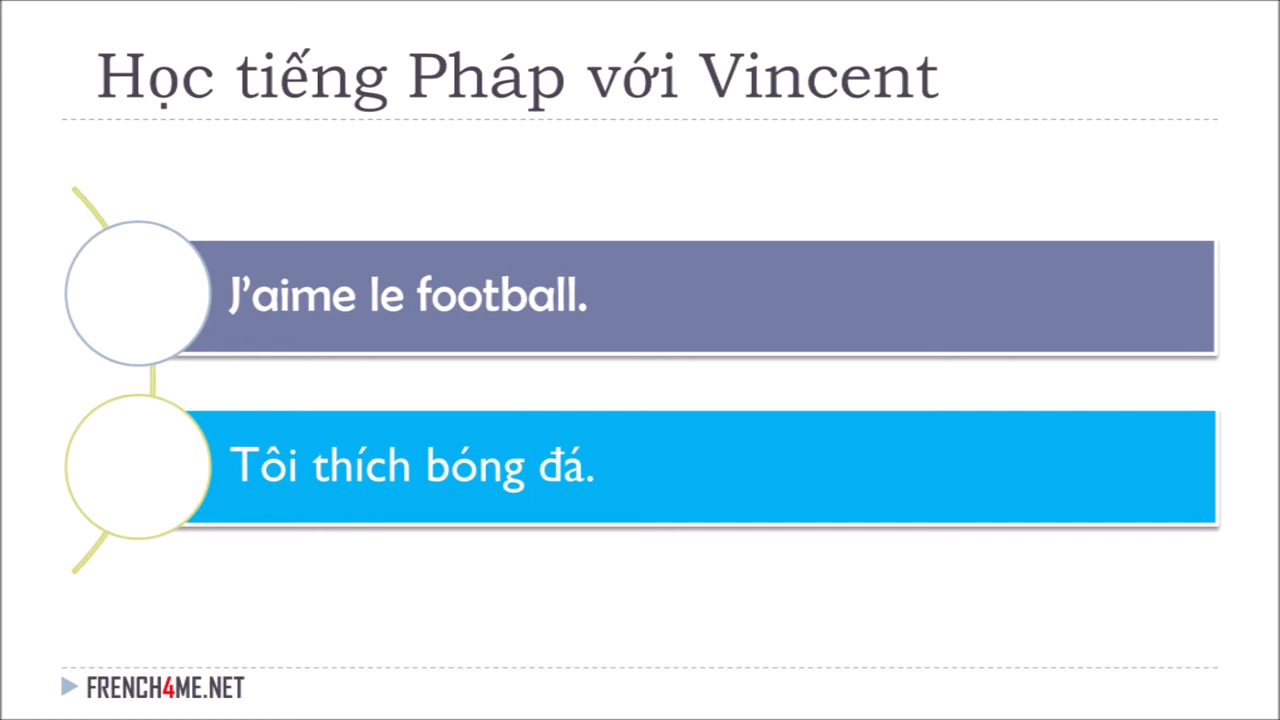 Học tiếng Pháp với Vincent
J'aime le football.
Tôi thích bóng đá.
FRENCH4ME.NET